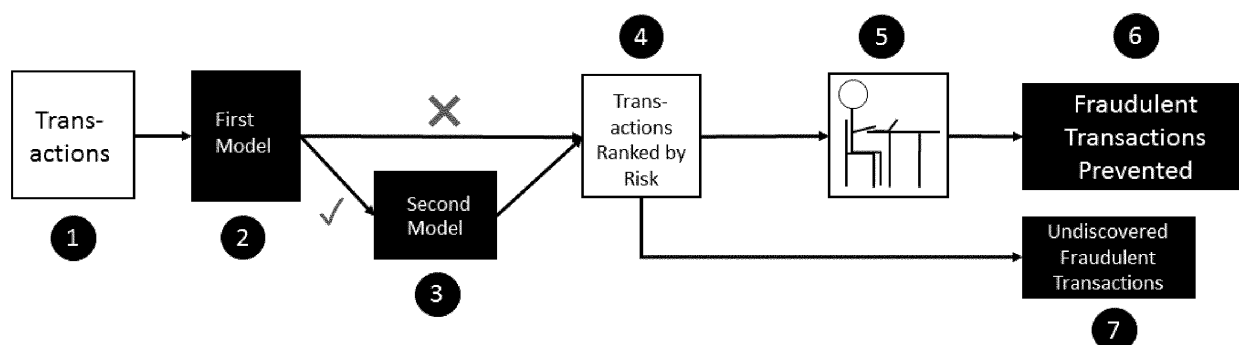 4
5
6
Trans-
actions
First
Model
Trans-
actions
Ranked by
Risk
Fraudulent
Transactions
Prevented
Second
Model
Undiscovered
Fraudulent
Transactions
1
2
3
7